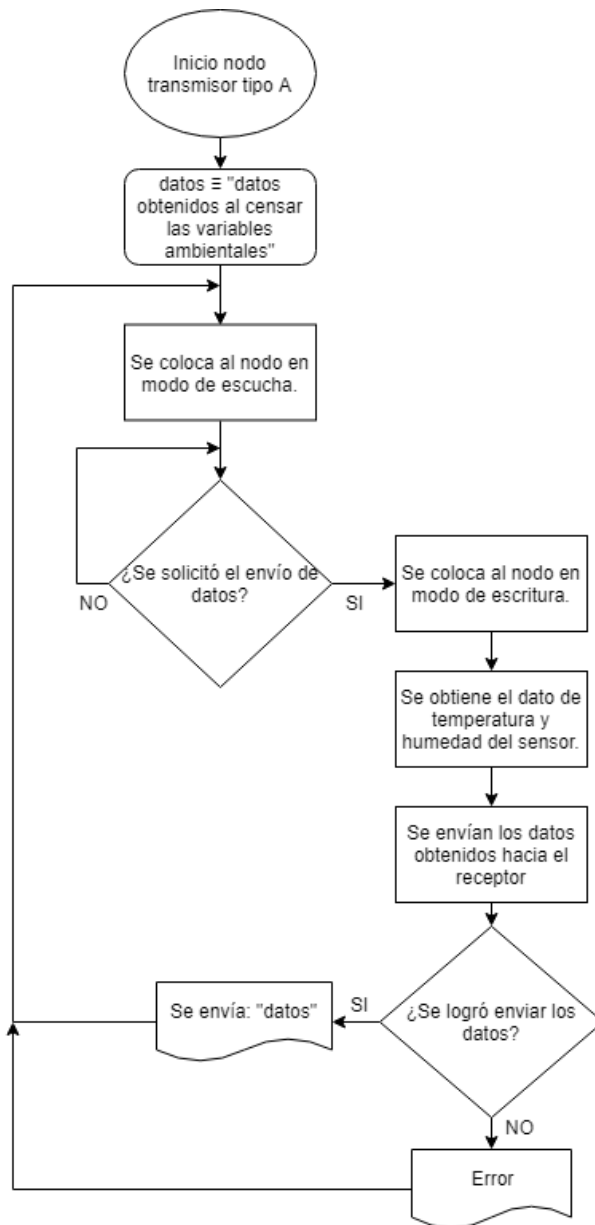 Inicio nodo
transmisor tipo A
datos ≡ "datos
obtenidos al censar
las variables
ambientales"
Se coloca al nodo en
modo de escucha.
¿Se solicitó el envío de
datos?
NO
SI
Se coloca al nodo en
modo de escritura.
Se obtiene el dato de
temperatura y
humedad del sensor.
Se envían los datos
obtenidos hacia el
receptor
¿Se logró enviar los
datos?
SI
Se envía: "datos"
NO
Error